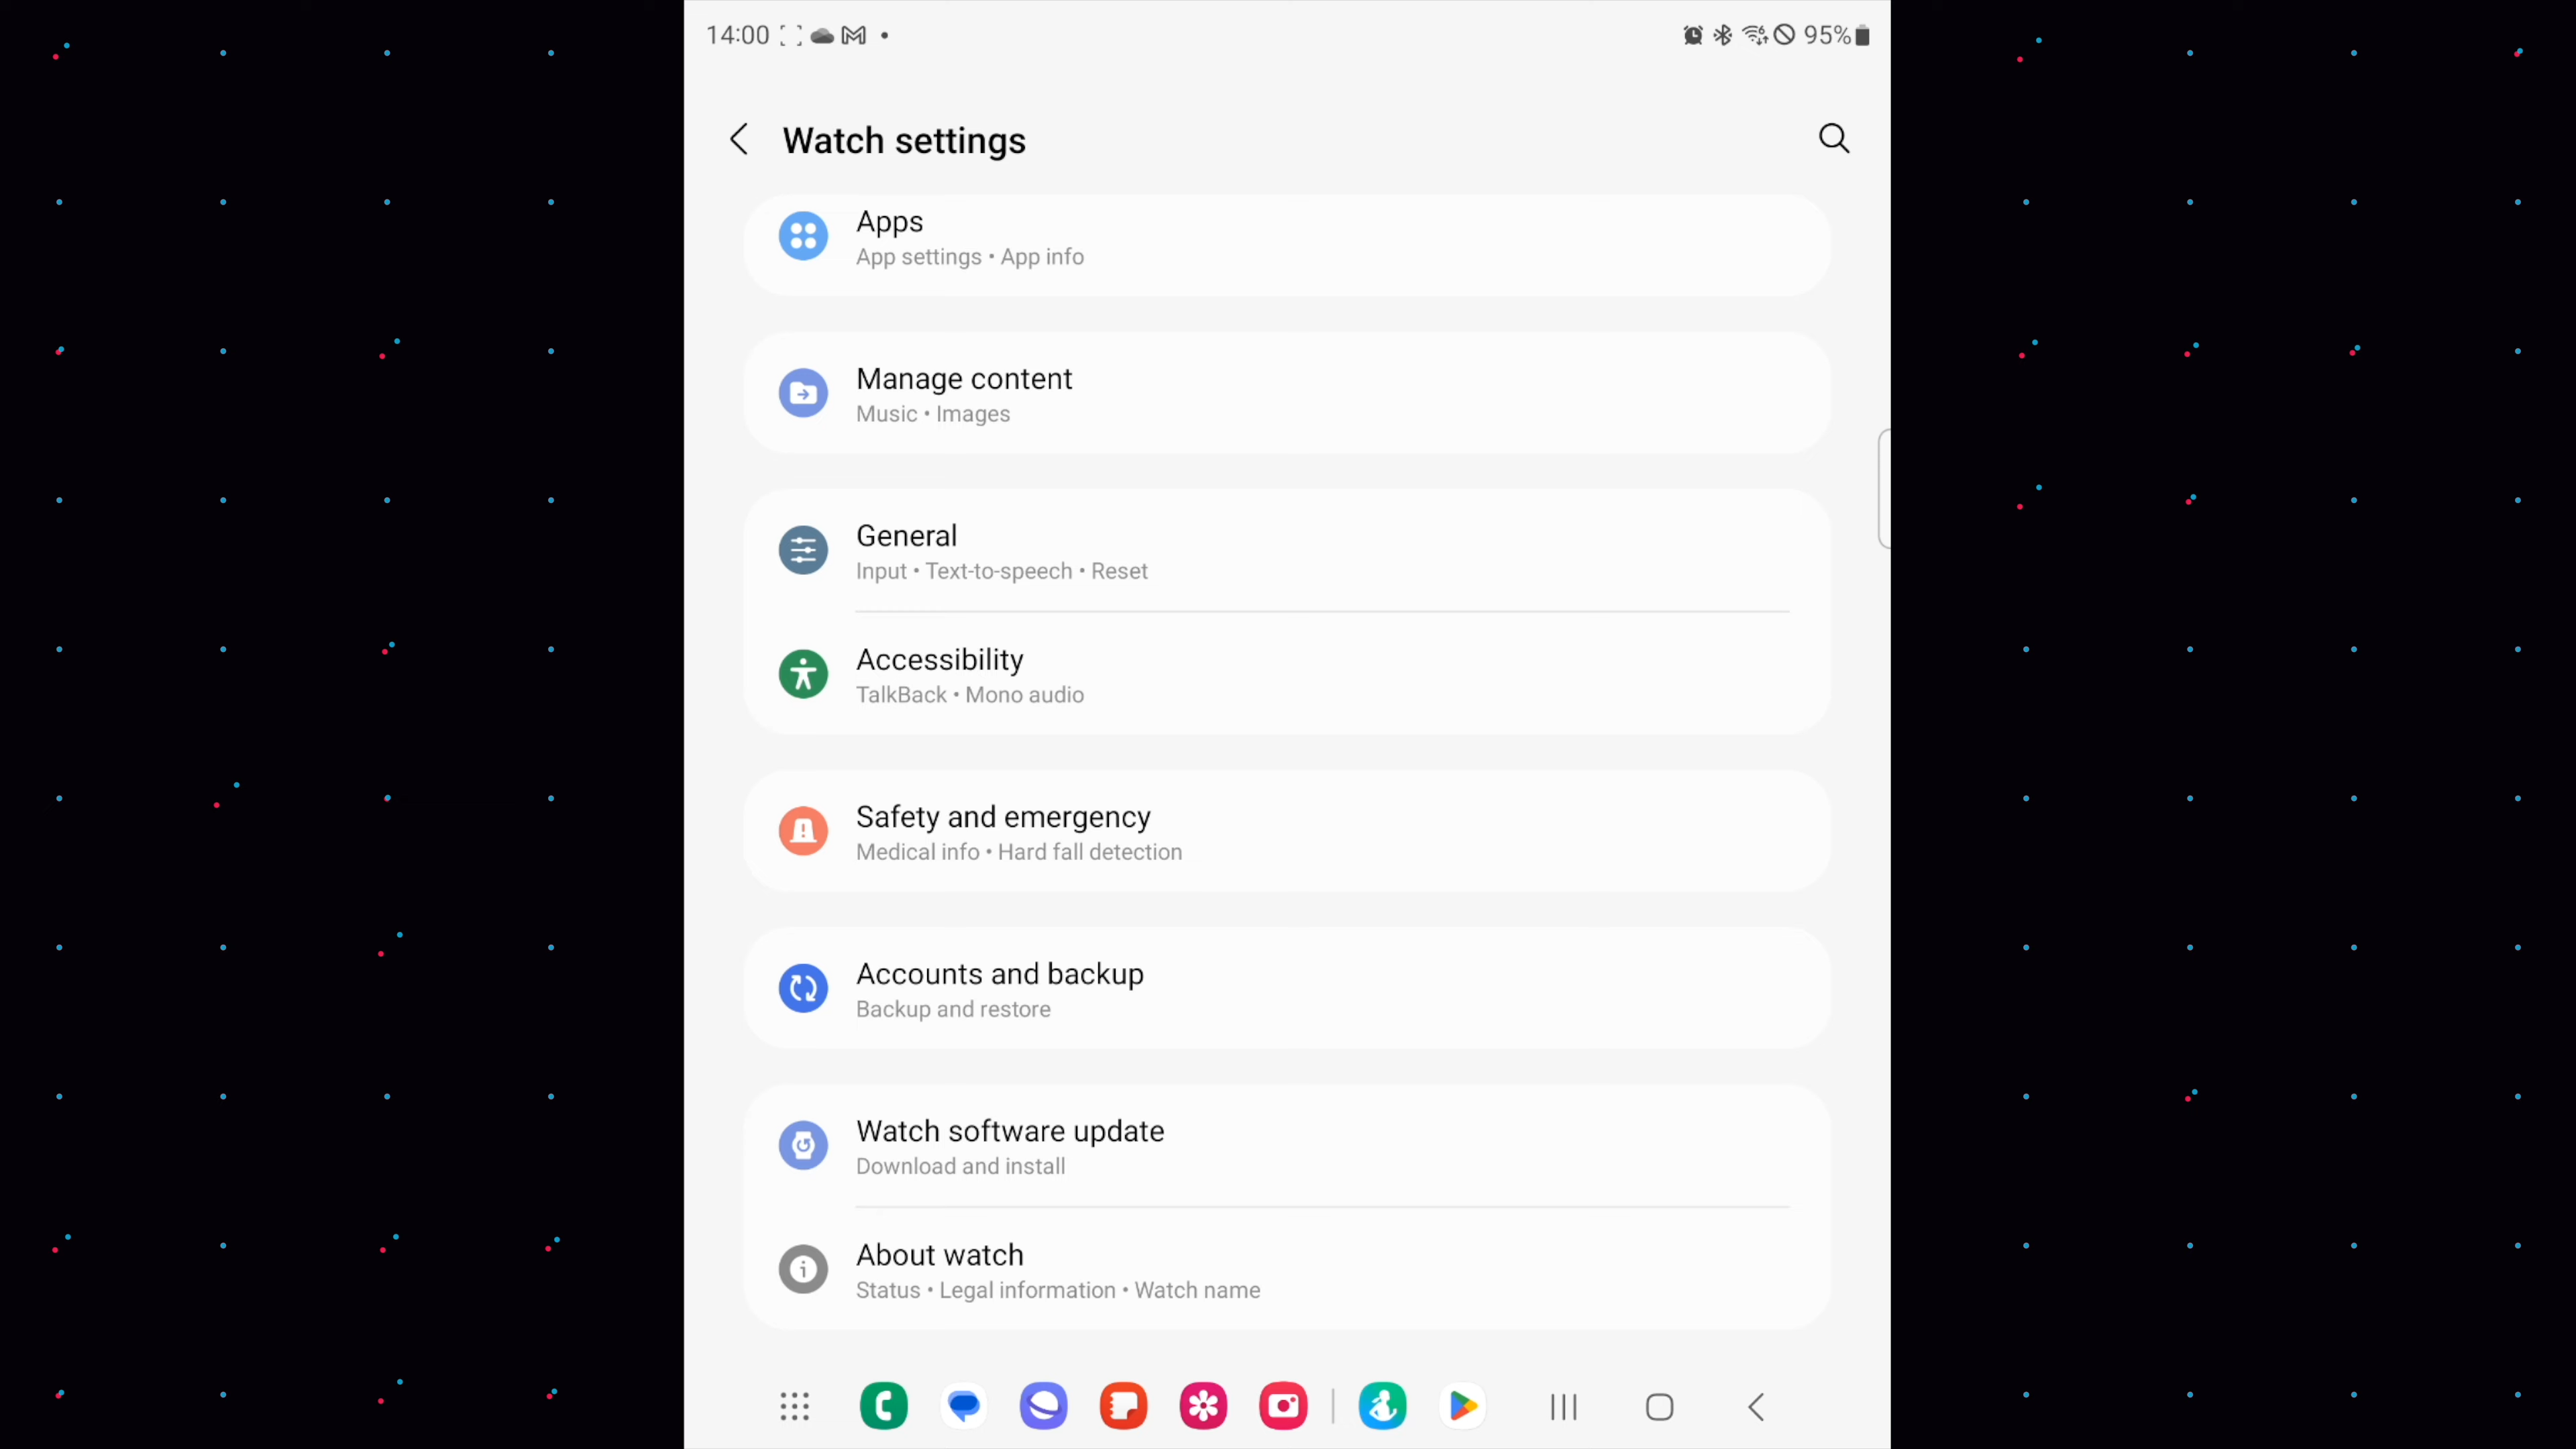 14:00
95%
Watch settings
Apps
App settings • App info
Manage content
Music • Images
General
Input • Text-to-speech • Reset
Accessibility
TalkBack • Mono audio
Safety and emergency
Medical info • Hard fall detection
Accounts and backup
Backup and restore
Watch software update
Download and install
About watch
Status • Legal information • Watch name